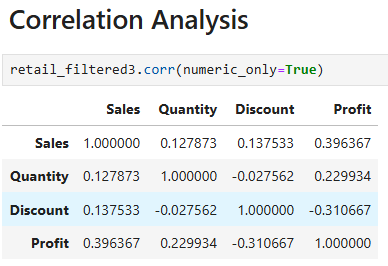 Correlation Analysis
retail_filtered3.corr(numeric_only=True)
Sales Quantity Discount Profit
Sales 1.000000 0.127873 0.137533 0.396367
Quantity 0.127873 1.000000 -0.027562 0.229934
Discount 0.137533 -0.027562 1.000000 -0.310667
Profit 0.396367 0.229934 -0.310667 1.000000